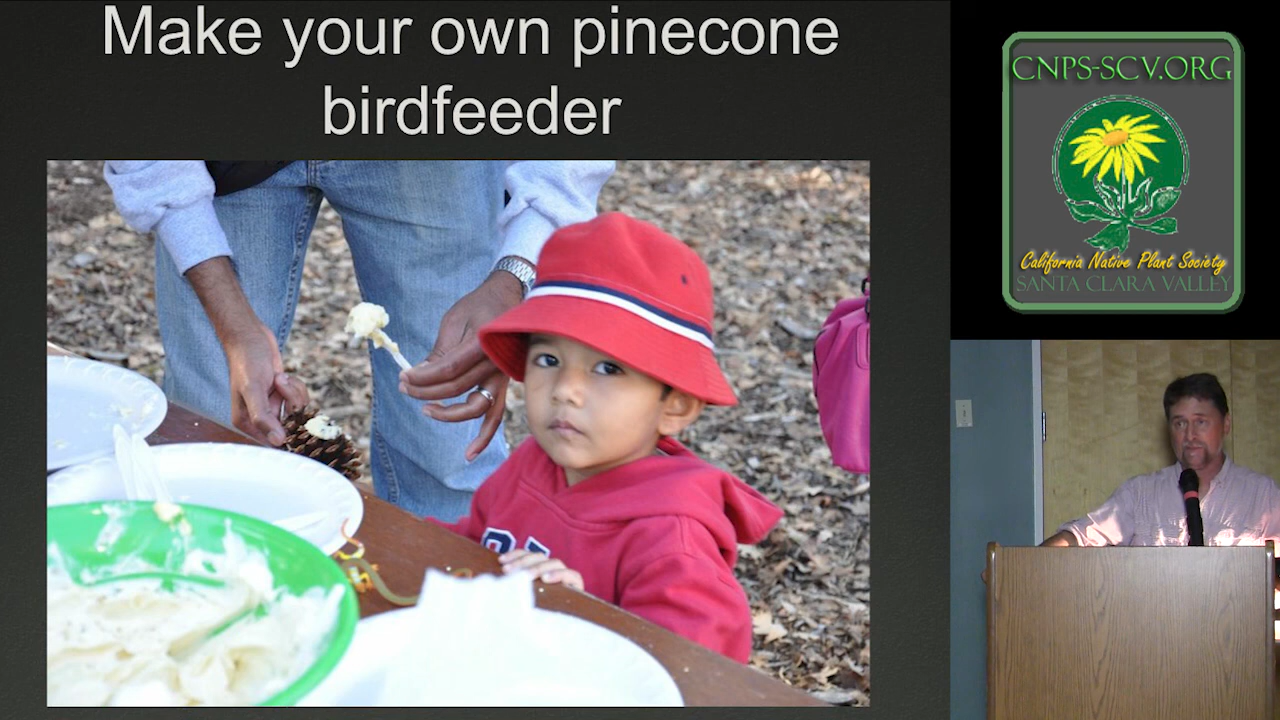 Make your own pinecone
birdfeeder
CNPS-SCV.ORG
California Native Plant Society
SANTA CLARA VALLEY